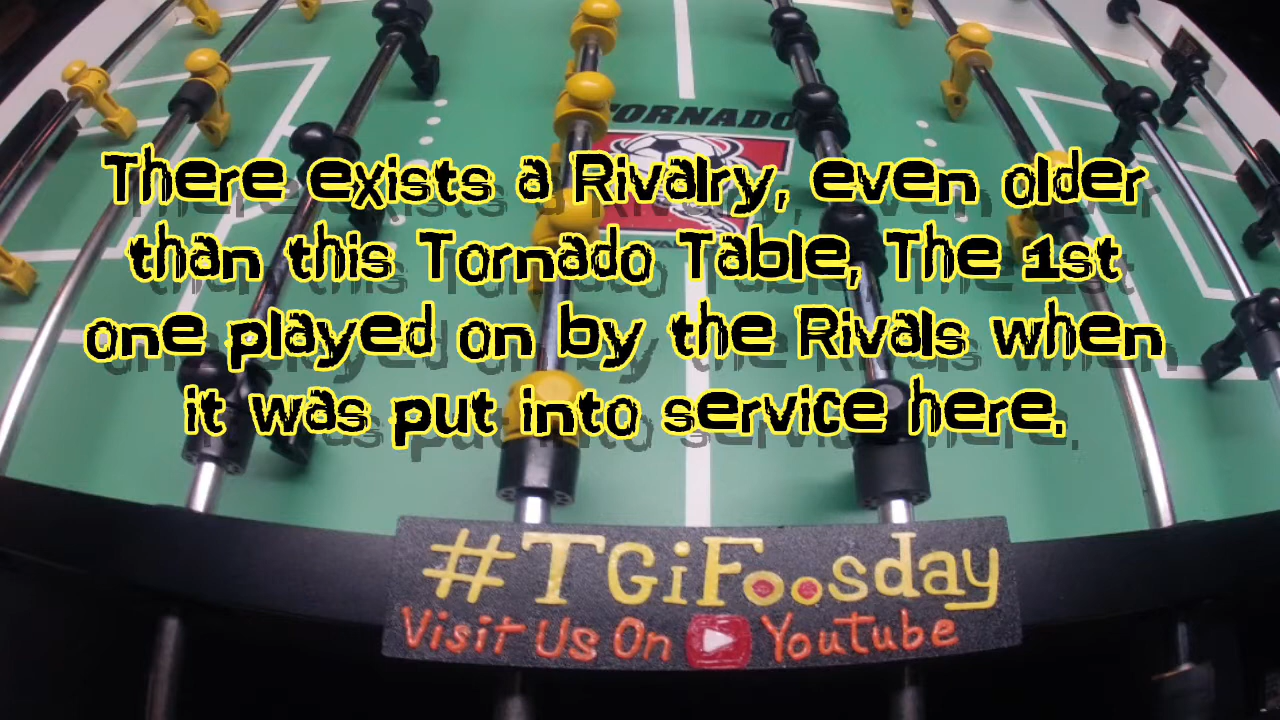 TORNADO
There exists a Rivalry, even older
than this Tornado Table, The 1st
one played on by the Rivals when
it was put into service here.
#TGiFoosday
Visit Us On Youtube